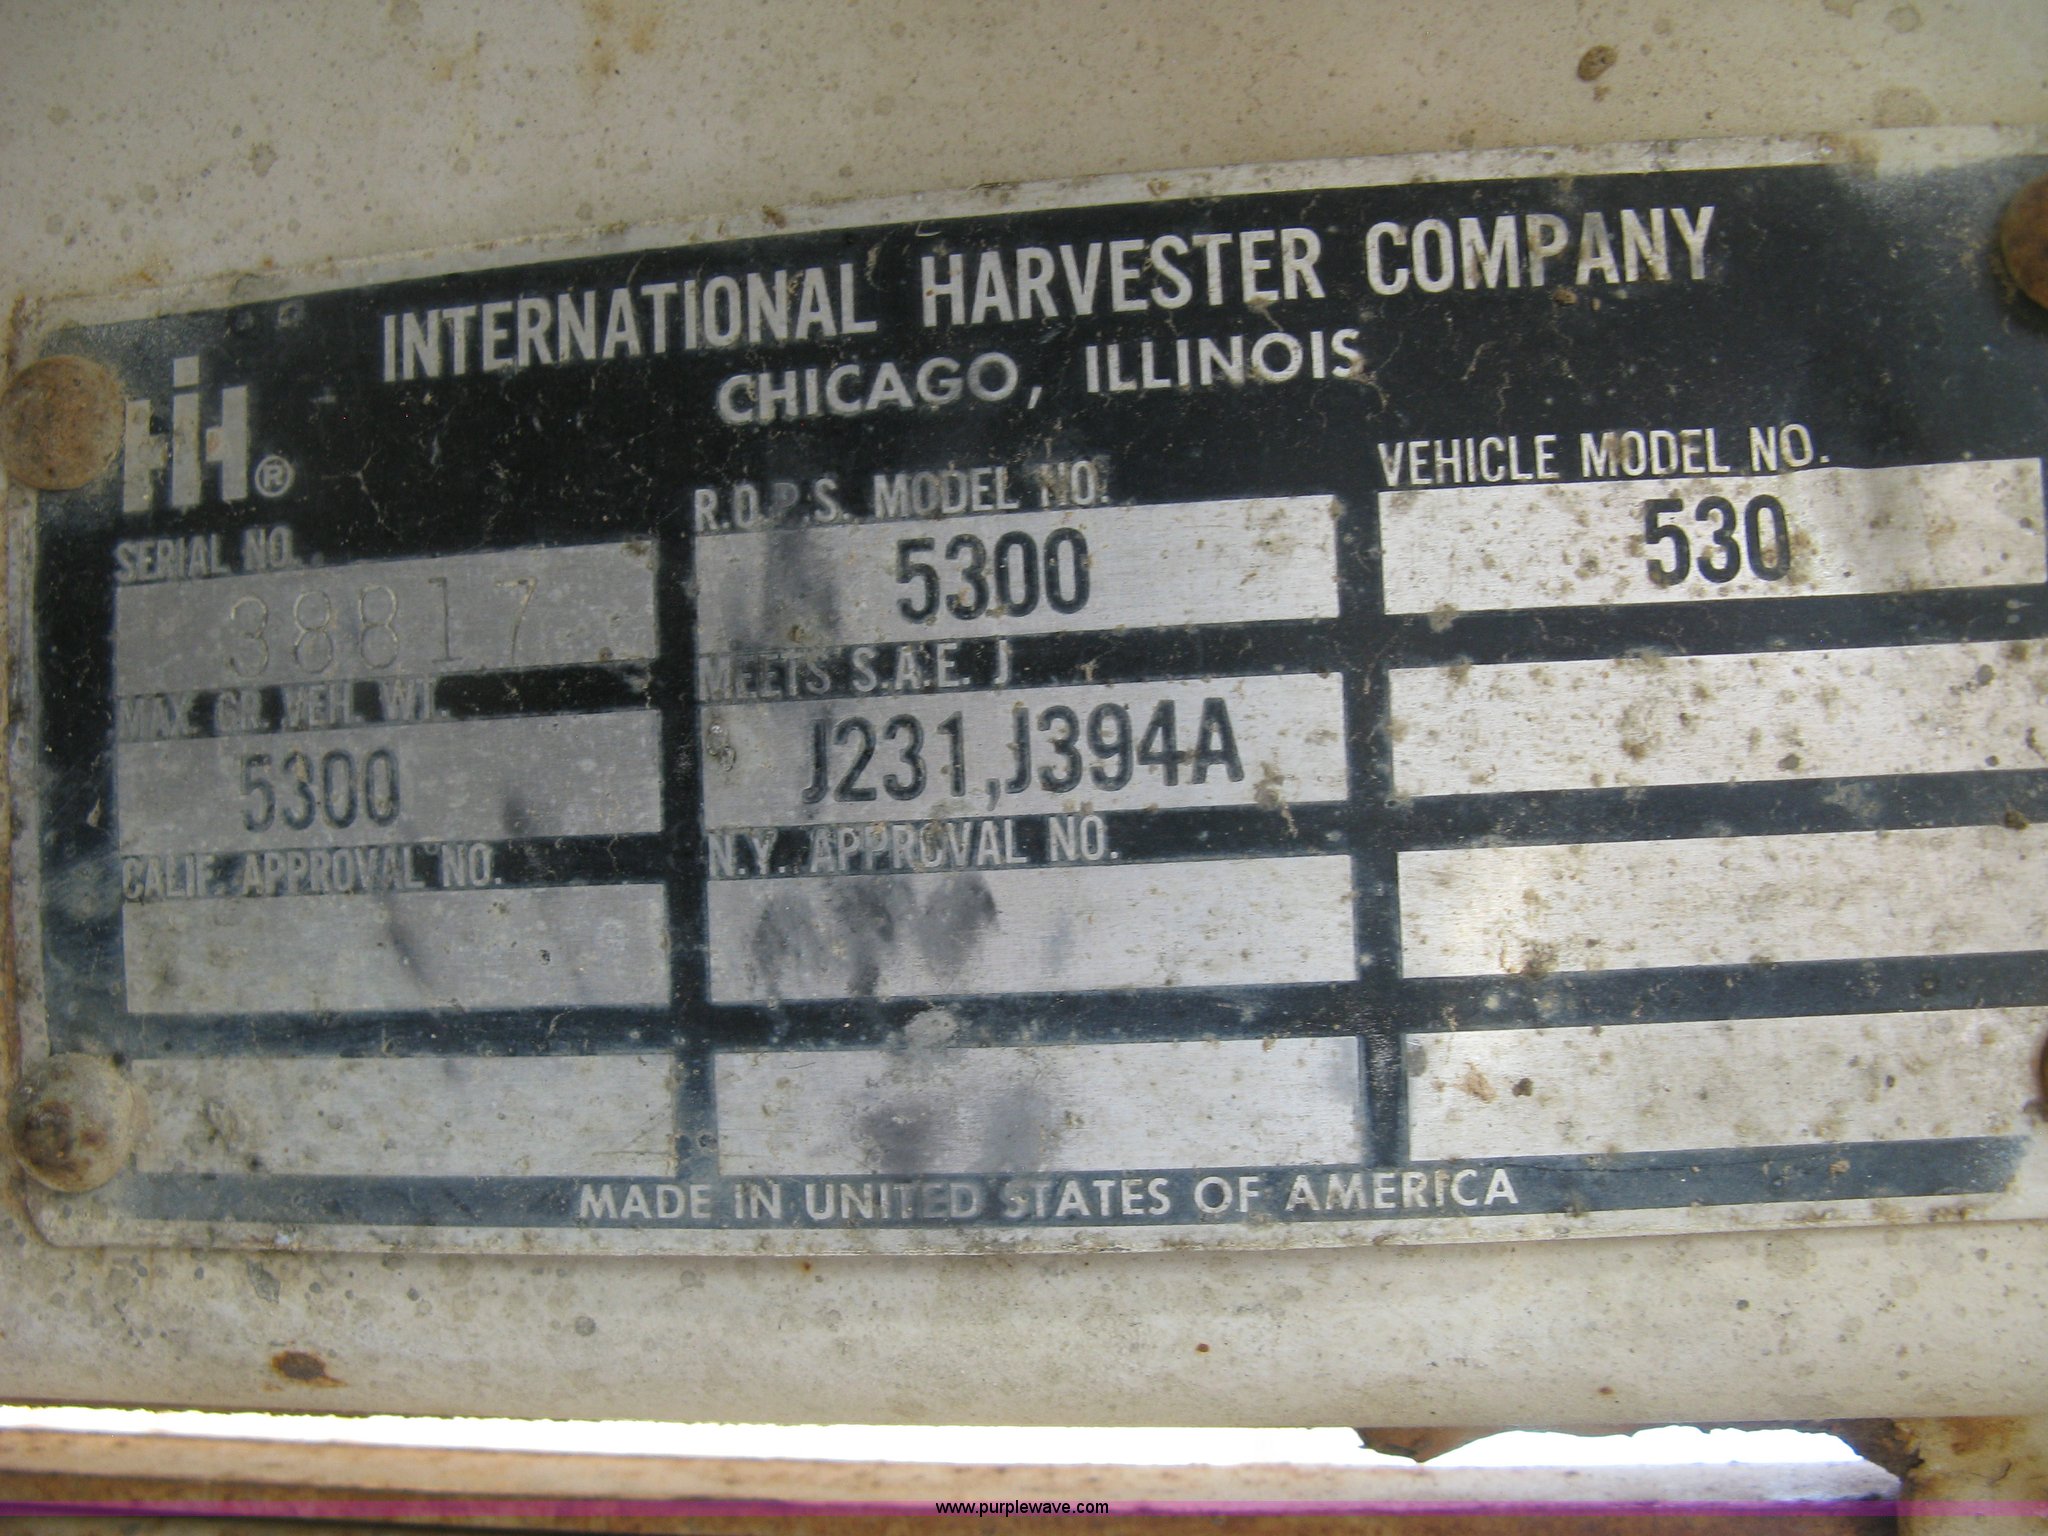 INTERNATIONAL HARVESTER COMPANY
CHICAGO, ILLINOIS
IH®
SERIAL NO.
38817
R.O.P.S. MODEL NO.
5300
VEHICLE MODEL NO.
530
MAX. GR. VEH. WT.
5300
MEETS S.A.E. J
J231,J394A
CALIF. APPROVAL NO.
N.Y. APPROVAL NO.
MADE IN UNITED STATES OF AMERICA
www.purplewave.com